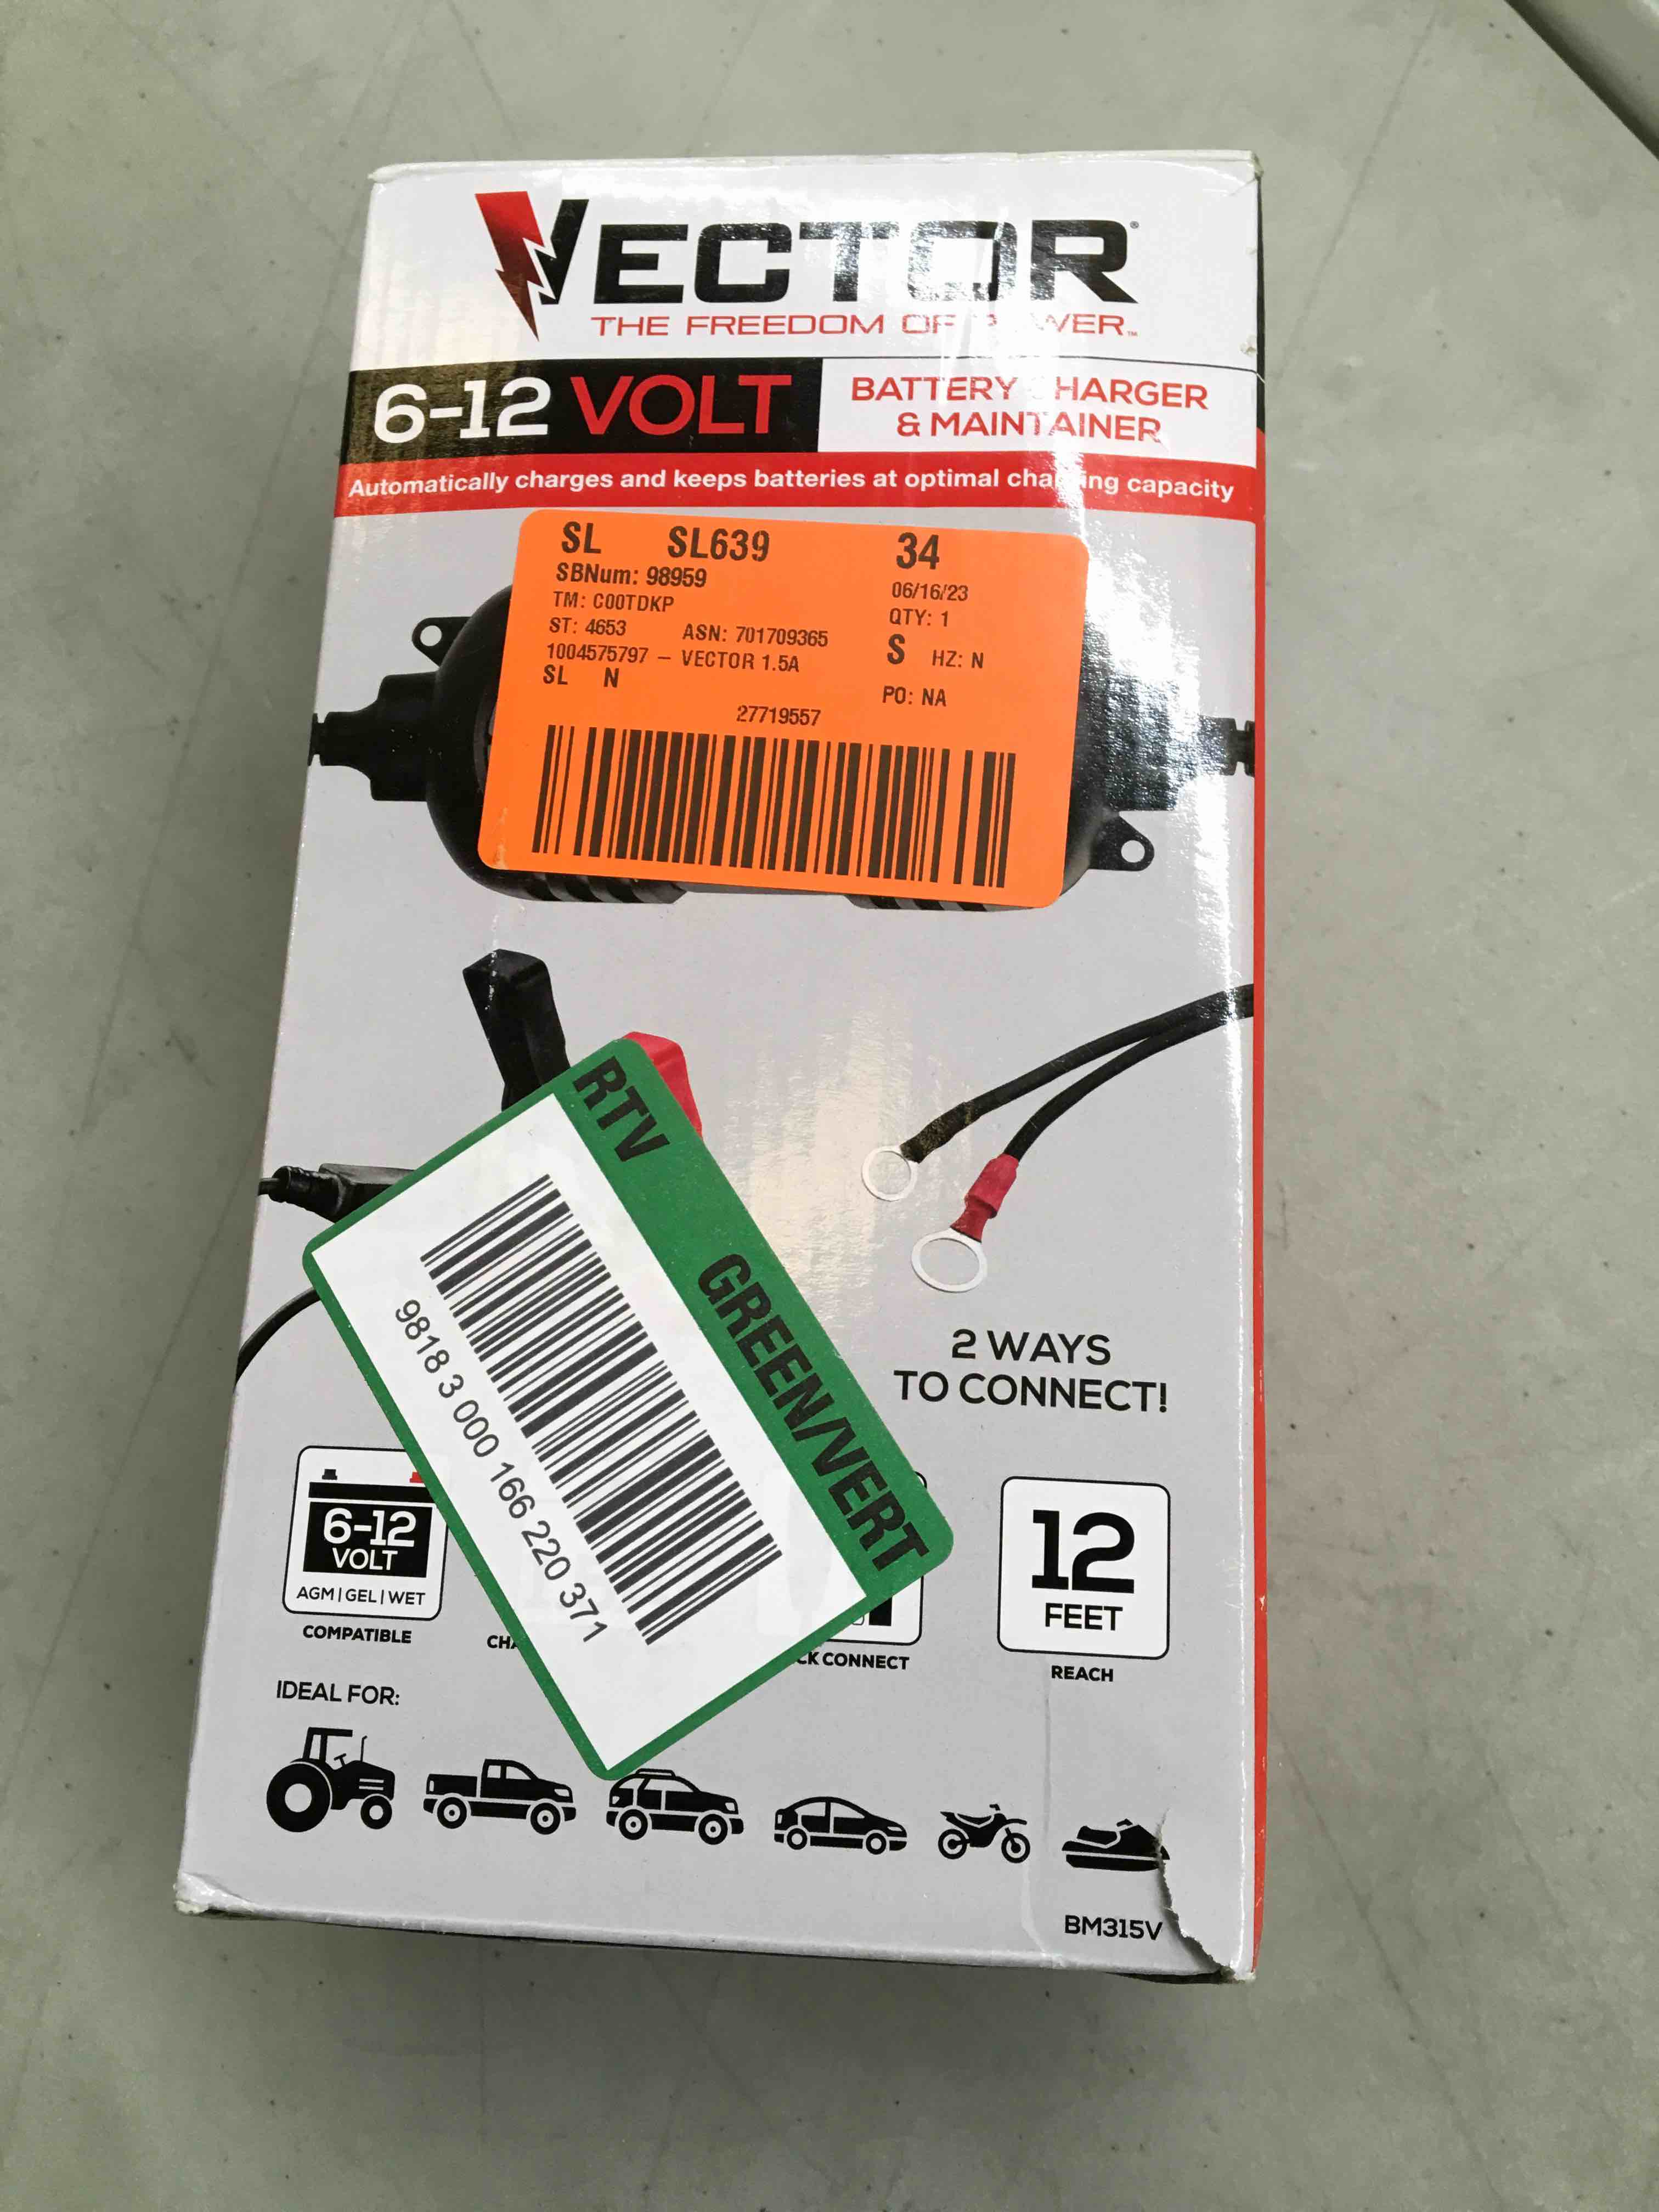 VECTOR®
THE FREEDOM OF WER™
6-12 VOLT
BATTERY HARGER
& MAINTAINER
Automatically charges and keeps batteries at optimal cha ing capacity
SL SL639 34
SBNum: 98959 06/16/23
TM: C00TDKP QTY: 1
ST: 4653 ASN: 701709365 S HZ: N
1004575797 – VECTOR 1.5A
SL N PO: NA
27719557
RTV GREEN/VERT
9818 3 000 166 220 371
2 WAYS
TO CONNECT!
6-12
VOLT
AGM | GEL | WET
COMPATIBLE
CK CONNECT
12
FEET
REACH
IDEAL FOR:
BM315V